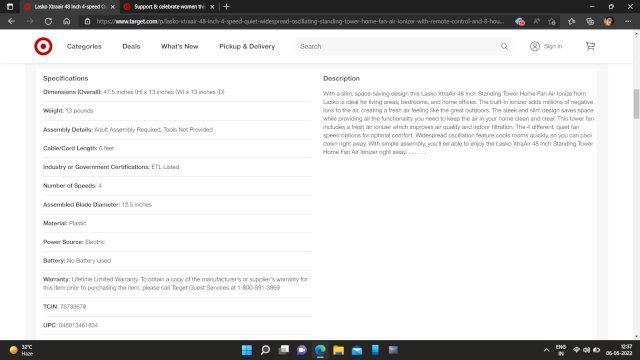 Lasko Xtraair 48 Inch 4-speed Q
Support & celebrate women thi
https://www.target.com/p/lasko-xtraair-48-inch-4-speed-quiet-widespread-oscillating-standing-tower-home-fan-air-ionizer-with-remote-control-and-8-hou...
Categories
Deals
What's New
Pickup & Delivery
Search
Sign in
Specifications
Dimensions (Overall): 47.5 inches (H) x 13 inches (W) x 13 inches (D)
Weight: 13 pounds
Assembly Details: Adult Assembly Required, Tools Not Provided
Cable/Cord Length: 6 feet
Industry or Government Certifications: ETL Listed
Number of Speeds: 4
Assembled Blade Diameter: 12.5 inches
Material: Plastic
Power Source: Electric
Battery: No Battery Used
Warranty: Lifetime Limited Warranty. To obtain a copy of the manufacturer's or supplier's warranty for
this item prior to purchasing the item, please call Target Guest Services at 1-800-591-3869
TCIN: 76733678
UPC: 046013461834
Description
With a slim, space-saving design this Lasko XtraAir 48 Inch Standing Tower Home Fan Air Ionize from
Lasko is ideal for living areas, bedrooms, and home offices. The built-in ionizer adds millions of negative
ions to the air, creating a fresh air feeling like the great outdoors. The sleek and slim design saves space
while providing all the functionality you need to keep the air in your home clean and clear. This tower fan
includes a fresh air ionizer which improves air quality and indoor filtration. The 4 different, quiet fan
speed options for optimal comfort. Widespread oscillation feature cools rooms quickly, so you can cool
down right away. With simple assembly, you'll be able to enjoy the Lasko XtraAir 48 Inch Standing Tower
Home Fan Air Ionizer right away. . . . . . .
32°C
Haze
ENG
IN
12:37
06-05-2022